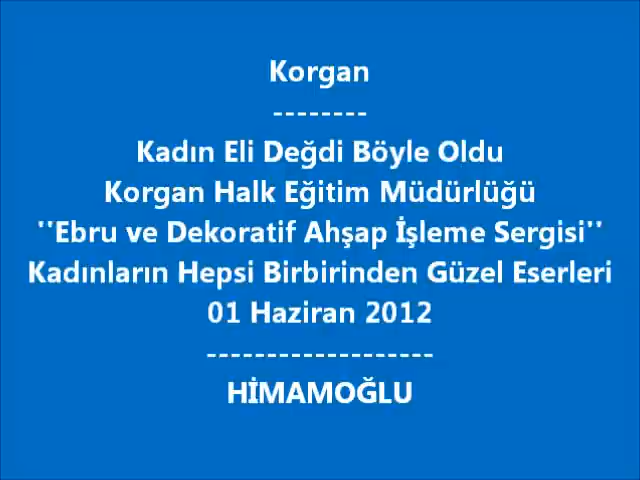 Korgan
--------
Kadın Eli Değdi Böyle Oldu
Korgan Halk Eğitim Müdürlüğü
''Ebru ve Dekoratif Ahşap İşleme Sergisi''
Kadınların Hepsi Birbirinden Güzel Eserleri
01 Haziran 2012
-------------------
HİMAMOĞLU